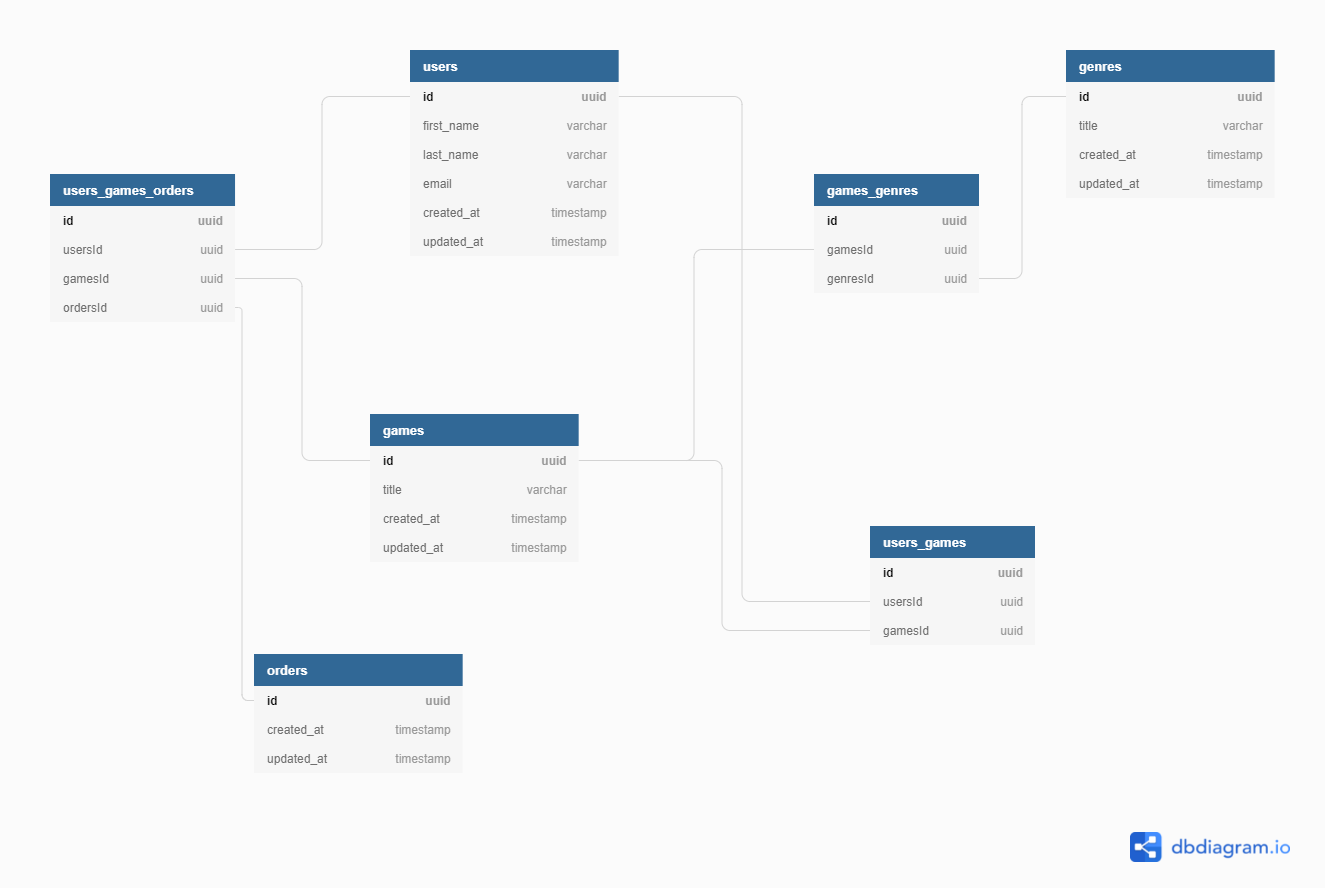 users
id uuid
first_name varchar
last_name varchar
email varchar
created_at timestamp
updated_at timestamp
genres
id uuid
title varchar
created_at timestamp
updated_at timestamp
users_games_orders
id uuid
usersId uuid
gamesId uuid
ordersId uuid
games_genres
id uuid
gamesId uuid
genresId uuid
games
id uuid
title varchar
created_at timestamp
updated_at timestamp
users_games
id uuid
usersId uuid
gamesId uuid
orders
id uuid
created_at timestamp
updated_at timestamp
dbdiagram.io